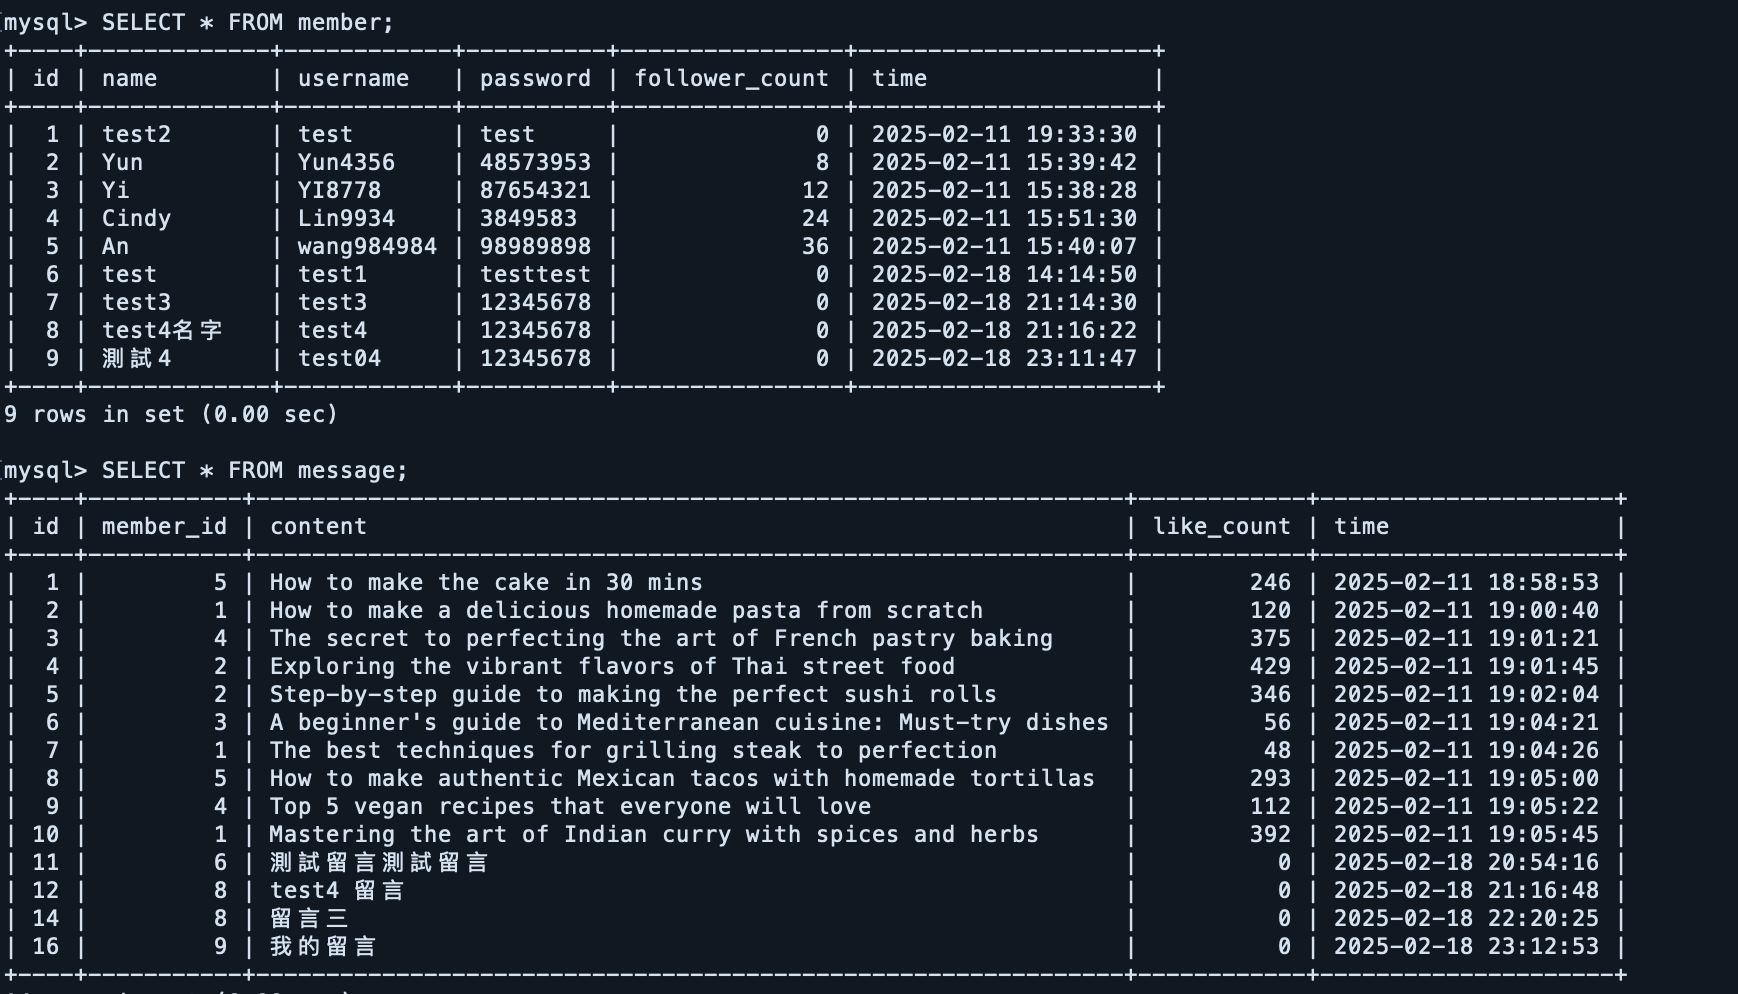 mysql> SELECT * FROM member;
+----+-------------+------------+----------+----------------+---------------------+
| id | name        | username   | password | follower_count | time                |
+----+-------------+------------+----------+----------------+---------------------+
|  1 | test2       | test       | test     |              0 | 2025-02-11 19:33:30 |
|  2 | Yun         | Yun4356    | 48573953 |              8 | 2025-02-11 15:39:42 |
|  3 | Yi          | YI8778     | 87654321 |             12 | 2025-02-11 15:38:28 |
|  4 | Cindy       | Lin9934    | 3849583  |             24 | 2025-02-11 15:51:30 |
|  5 | An          | wang984984 | 98989898 |             36 | 2025-02-11 15:40:07 |
|  6 | test        | test1      | testtest |              0 | 2025-02-18 14:14:50 |
|  7 | test3       | test3      | 12345678 |              0 | 2025-02-18 21:14:30 |
|  8 | test4名字   | test4      | 12345678 |              0 | 2025-02-18 21:16:22 |
|  9 | 測試4       | test04     | 12345678 |              0 | 2025-02-18 23:11:47 |
+----+-------------+------------+----------+----------------+---------------------+
9 rows in set (0.00 sec)
mysql> SELECT * FROM message;
+----+-----------+--------------------------------------------------------------+------------+---------------------+
| id | member_id | content                                                      | like_count | time                |
+----+-----------+--------------------------------------------------------------+------------+---------------------+
|  1 |         5 | How to make the cake in 30 mins                              |        246 | 2025-02-11 18:58:53 |
|  2 |         1 | How to make a delicious homemade pasta from scratch          |        120 | 2025-02-11 19:00:40 |
|  3 |         4 | The secret to perfecting the art of French pastry baking     |        375 | 2025-02-11 19:01:21 |
|  4 |         2 | Exploring the vibrant flavors of Thai street food            |        429 | 2025-02-11 19:01:45 |
|  5 |         2 | Step-by-step guide to making the perfect sushi rolls         |        346 | 2025-02-11 19:02:04 |
|  6 |         3 | A beginner's guide to Mediterranean cuisine: Must-try dishes |         56 | 2025-02-11 19:04:21 |
|  7 |         1 | The best techniques for grilling steak to perfection         |         48 | 2025-02-11 19:04:26 |
|  8 |         5 | How to make authentic Mexican tacos with homemade tortillas  |        293 | 2025-02-11 19:05:00 |
|  9 |         4 | Top 5 vegan recipes that everyone will love                  |        112 | 2025-02-11 19:05:22 |
| 10 |         1 | Mastering the art of Indian curry with spices and herbs      |        392 | 2025-02-11 19:05:45 |
| 11 |         6 | 測試留言測試留言                                             |          0 | 2025-02-18 20:54:16 |
| 12 |         8 | test4 留言                                                   |          0 | 2025-02-18 21:16:48 |
| 14 |         8 | 留言三                                                       |          0 | 2025-02-18 22:20:25 |
| 16 |         9 | 我的留言                                                     |          0 | 2025-02-18 23:12:53 |
+----+-----------+--------------------------------------------------------------+------------+---------------------+